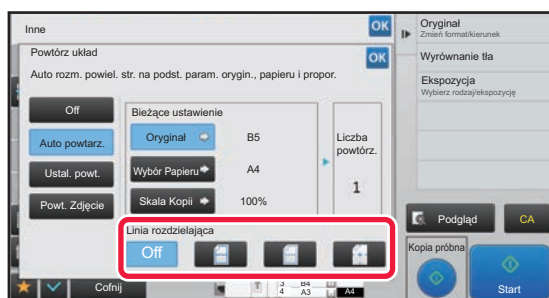 Inne
OK
Powtórz układ
OK
Auto rozm. powiel. str. na podst. param. orygin., papieru i propor.
Off
Auto powtarz.
Ustal. powt.
Powt. Zdjęcie
Bieżące ustawienie
Oryginał
B5
Wybór Papieru
A4
Skala Kopii
100%
Liczba
powtórz.
1
Linia rozdzielająca
Off
Cofnij
3 B4
4 A3
A4
Oryginał
Zmień format/kierunek
Wyrównanie tła
Ekspozycja
Wybierz rodzaj/ekspozycję
Podgląd
CA
Kopia próbna
Start